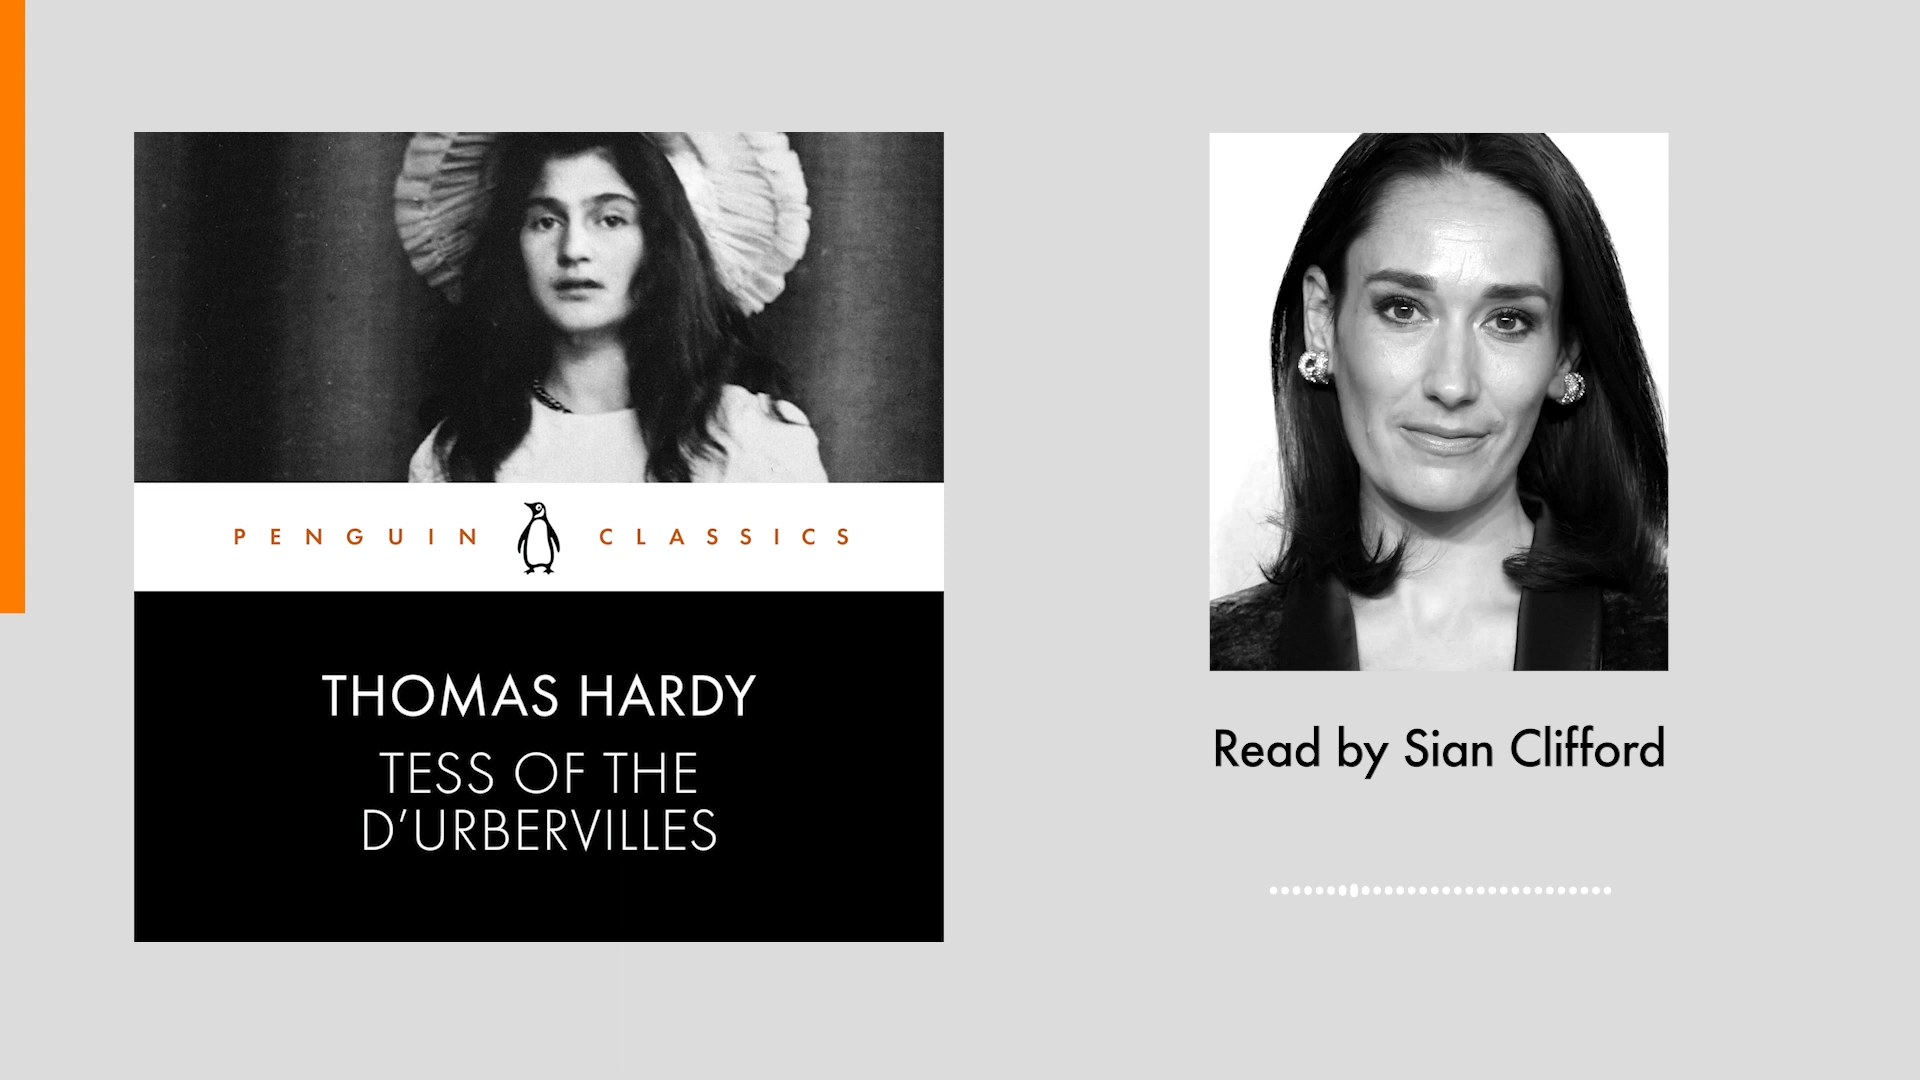 PENGUIN CLASSICS
THOMAS HARDY
TESS OF THE
D’URBERVILLES
Read by Sian Clifford